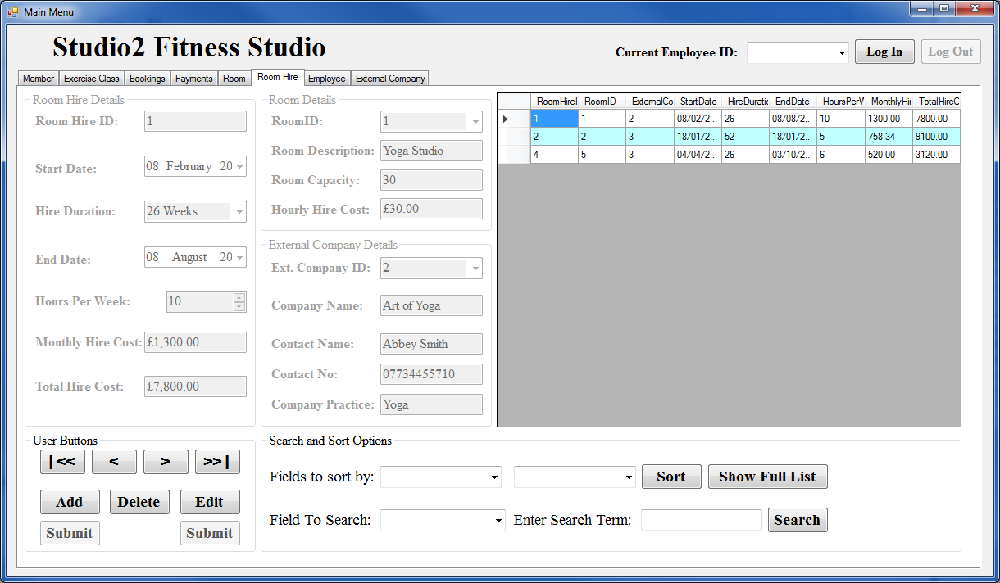 Main Menu
Studio2 Fitness Studio
Current Employee ID:
Log In
Log Out
Member Exercise Class Bookings Payments Room Room Hire Employee External Company
Room Hire Details
Room Hire ID: 1
Start Date: 08 February 20
Hire Duration: 26 Weeks
End Date: 08 August 20
Hours Per Week: 10
Monthly Hire Cost: £1,300.00
Total Hire Cost: £7,800.00
Room Details
RoomID: 1
Room Description: Yoga Studio
Room Capacity: 30
Hourly Hire Cost: £30.00
External Company Details
Ext. Company ID: 2
Company Name: Art of Yoga
Contact Name: Abbey Smith
Contact No: 07734455710
Company Practice: Yoga
RoomHireI RoomID ExternalCo StartDate HireDuratic EndDate HoursPerW MonthlyHir TotalHireC
1 1 2 08/02/2... 26 08/08/2... 10 1300.00 7800.00
2 2 3 18/01/2... 52 18/01/2... 5 758.34 9100.00
4 5 3 04/04/2... 26 03/10/2... 6 520.00 3120.00
User Buttons
|<< < > >>|
Add Delete Edit
Submit Submit
Search and Sort Options
Fields to sort by: Sort Show Full List
Field To Search: Enter Search Term: Search